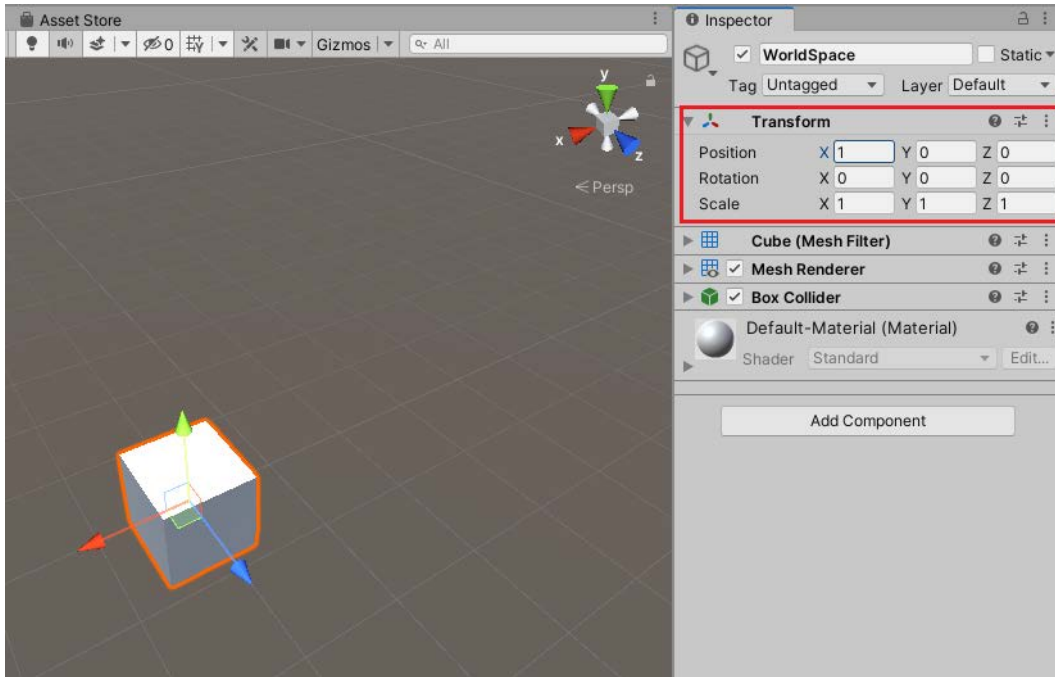 Asset Store
0 Gizmos All
y
x
z
Persp
Inspector
WorldSpace Static
Tag Untagged Layer Default
Transform
Position X 1 Y 0 Z 0
Rotation X 0 Y 0 Z 0
Scale X 1 Y 1 Z 1
Cube (Mesh Filter)
Mesh Renderer
Box Collider
Default-Material (Material)
Shader Standard Edit...
Add Component